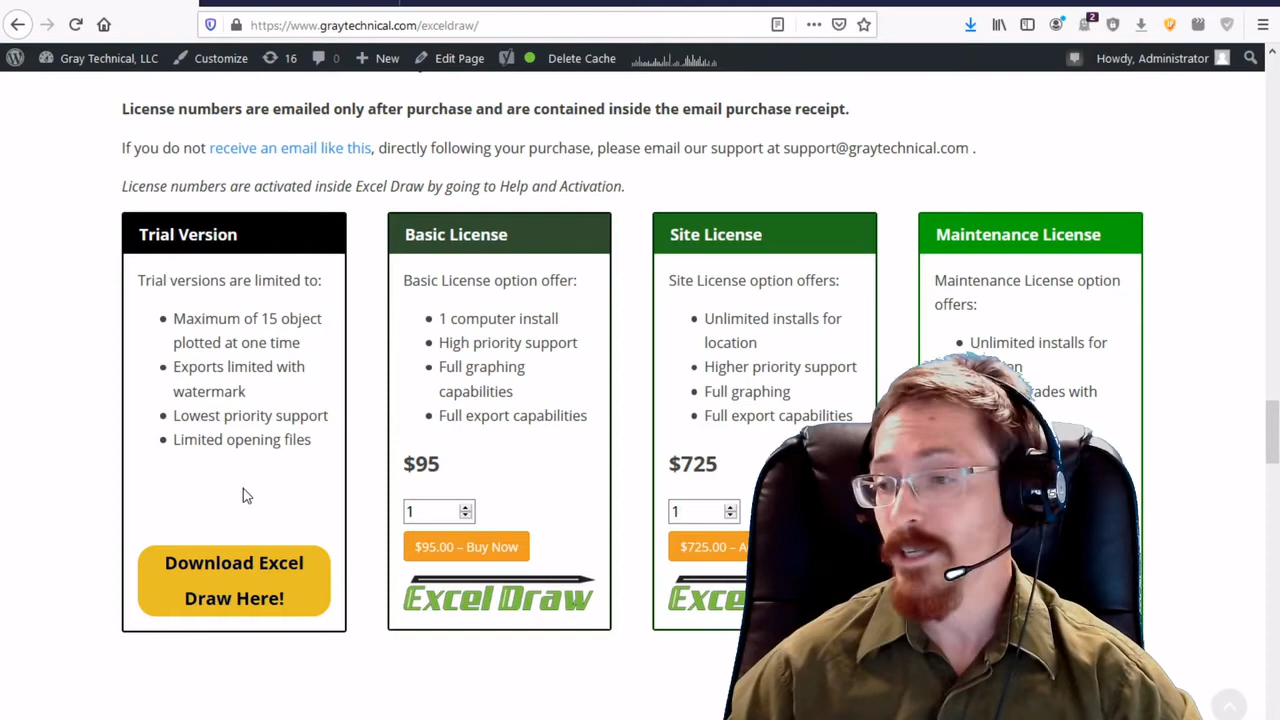 https://www.graytechnical.com/exceldraw/
2
Gray Technical, LLC
Customize
16
0
New
Edit Page
Delete Cache
Howdy, Administrator
License numbers are emailed only after purchase and are contained inside the email purchase receipt.
If you do not receive an email like this, directly following your purchase, please email our support at support@graytechnical.com .
License numbers are activated inside Excel Draw by going to Help and Activation.
Trial Version
Trial versions are limited to:
Maximum of 15 object
plotted at one time
Exports limited with
watermark
Lowest priority support
Limited opening files
Download Excel
Draw Here!
Basic License
Basic License option offer:
1 computer install
High priority support
Full graphing
capabilities
Full export capabilities
$95
1
$95.00 – Buy Now
Excel Draw
Site License
Site License option offers:
Unlimited installs for
location
Higher priority support
Full graphing
Full export capabilities
$725
1
$725.00 – A
Excel
Maintenance License
Maintenance License option
offers:
Unlimited installs for
with